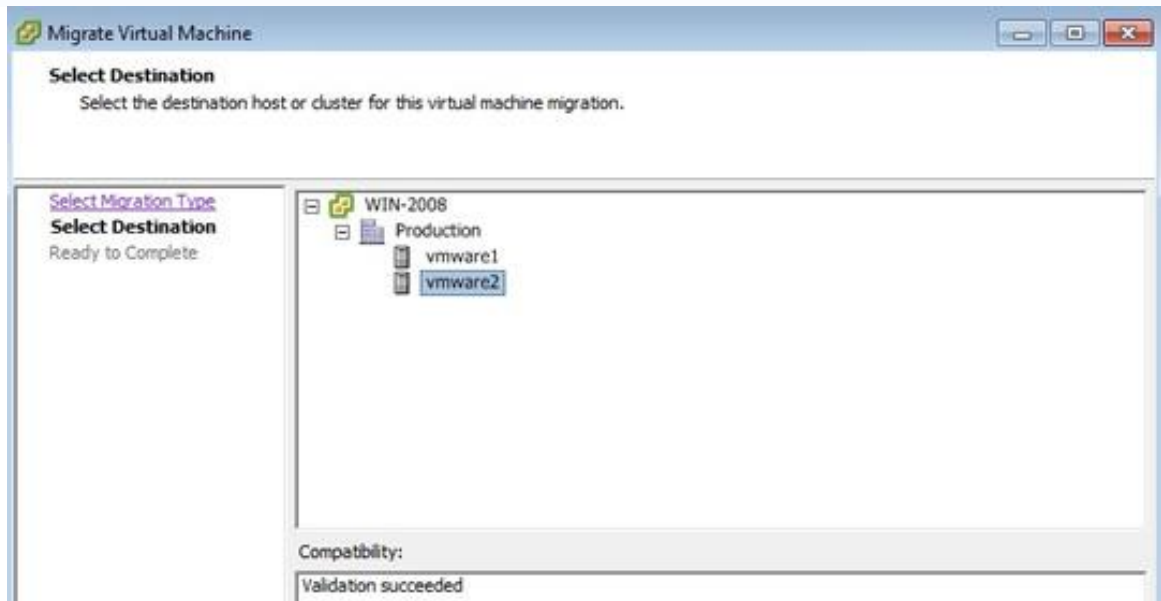 Migrate Virtual Machine
Select Destination
Select the destination host or cluster for this virtual machine migration.
Select Migration Type
Select Destination
Ready to Complete
WIN-2008
Production
vmware1
vmware2
Compatibility:
Validation succeeded